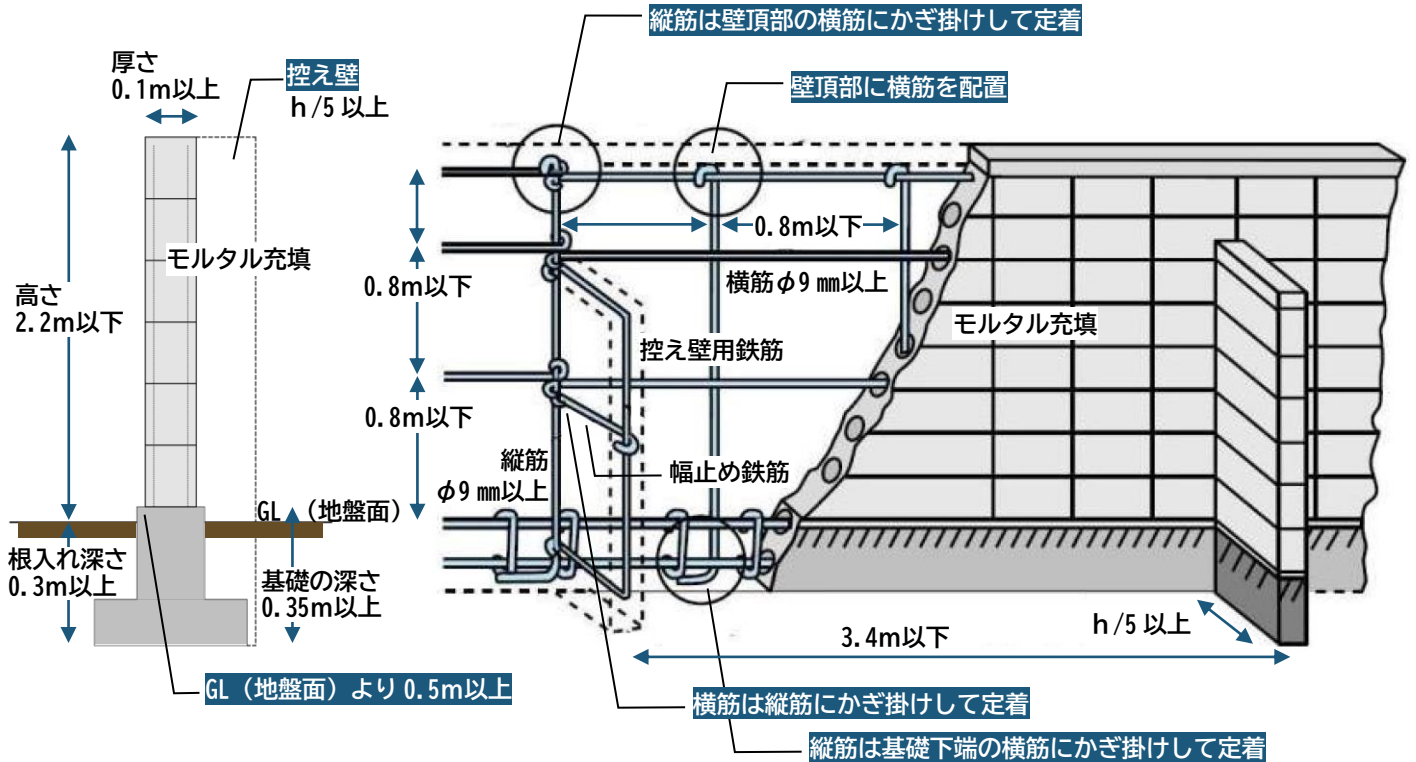 縦筋は壁頂部の横筋にかぎ掛けして定着
厚さ
0.1m以上
控え壁
h/5 以上
壁頂部に横筋を配置
モルタル充填
高さ
2.2m以下
0.8m以下
0.8m以下
横筋φ9 ㎜以上
0.8m以下
モルタル充填
控え壁用鉄筋
縦筋
φ9 ㎜以上
幅止め鉄筋
GL (地盤面)
根入れ深さ
0.3m以上
基礎の深さ
0.35m以上
h/5 以上
3.4m以下
GL（地盤面）より 0.5m以上
横筋は縦筋にかぎ掛けして定着
縦筋は基礎下端の横筋にかぎ掛けして定着